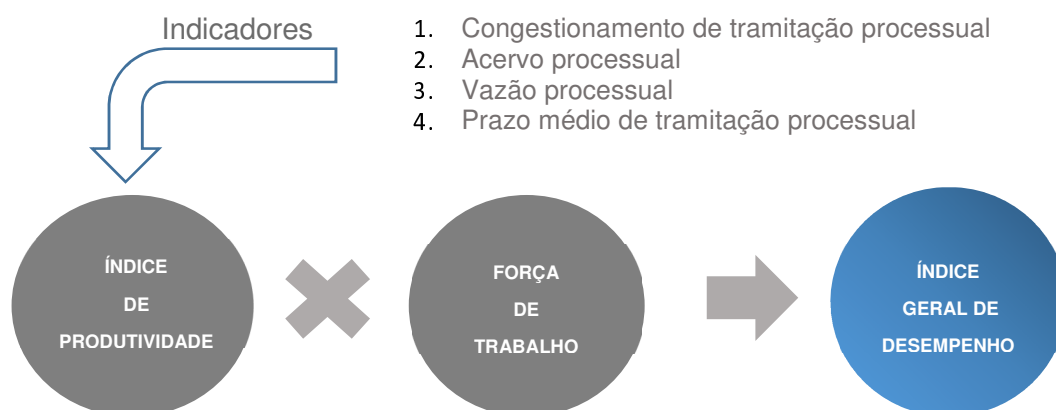 Indicadores
1. Congestionamento de tramitação processual
2. Acervo processual
3. Vazão processual
4. Prazo médio de tramitação processual
ÍNDICE
DE
PRODUTIVIDADE
FORÇA
DE
TRABALHO
ÍNDICE
GERAL DE
DESEMPENHO